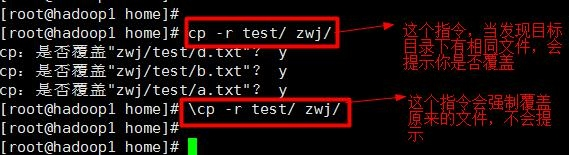 [root@hadoop1 home]#
[root@hadoop1 home]# cp -r test/ zwj/
cp：是否覆盖"zwj/test/d.txt"？ y
cp：是否覆盖"zwj/test/b.txt"？ y
cp：是否覆盖"zwj/test/a.txt"？ y
[root@hadoop1 home]# \cp -r test/ zwj/
[root@hadoop1 home]#
[root@hadoop1 home]#
这个指令，当发现目标
目录下有相同文件，会
提示你是否覆盖
这个指令会强制覆盖
原来的文件，不会提
示